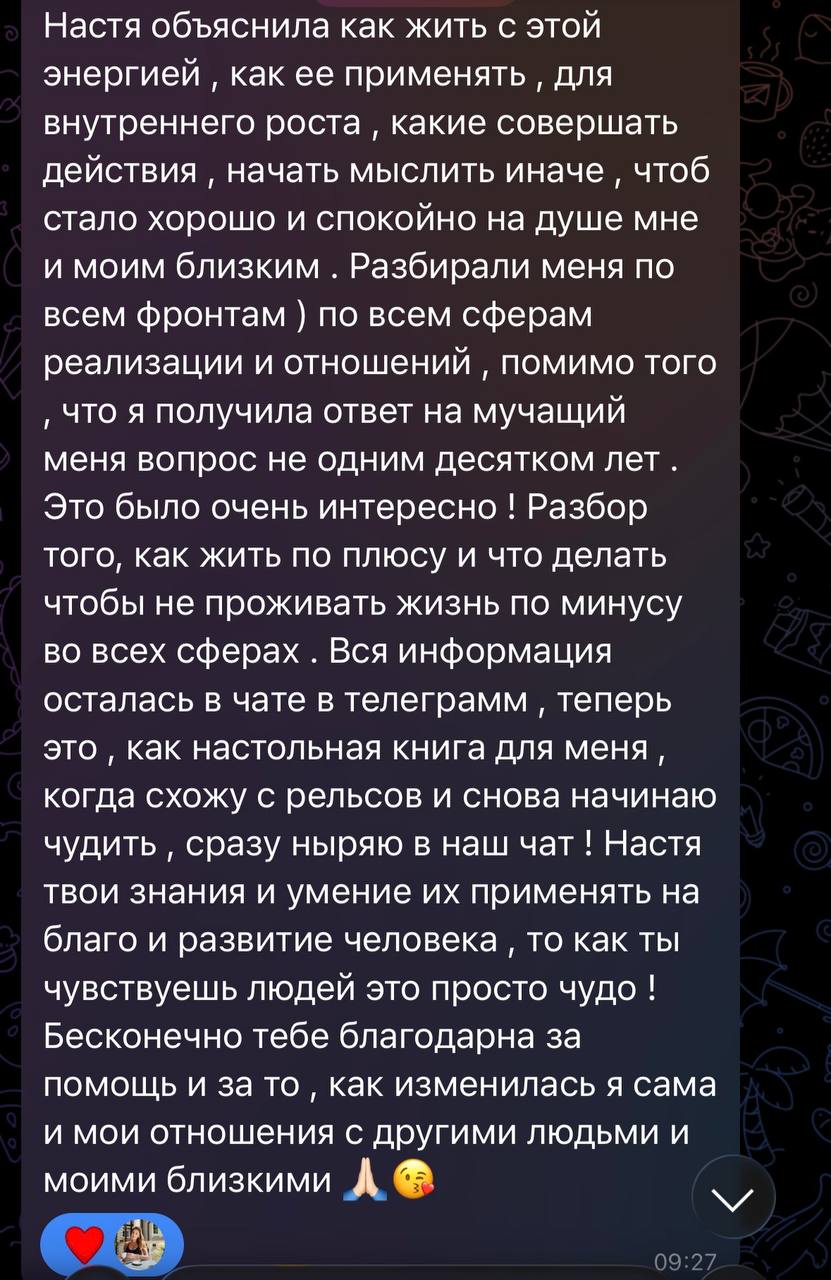 Настя объяснила как жить с этой
энергией , как ее применять , для
внутреннего роста , какие совершать
действия , начать мыслить иначе , чтоб
стало хорошо и спокойно на душе мне
и моим близким . Разбирали меня по
всем фронтам ) по всем сферам
реализации и отношений , помимо того
, что я получила ответ на мучащий
меня вопрос не одним десятком лет .
Это было очень интересно ! Разбор
того, как жить по плюсу и что делать
чтобы не проживать жизнь по минусу
во всех сферах . Вся информация
осталась в чате в телеграмм , теперь
это , как настольная книга для меня ,
когда схожу с рельсов и снова начинаю
чудить , сразу ныряю в наш чат ! Настя
твои знания и умение их применять на
благо и развитие человека , то как ты
чувствуешь людей это просто чудо !
Бесконечно тебе благодарна за
помощь и за то , как изменилась я сама
и мои отношения с другими людьми и
моими близкими 🙏🏻😘
09:27